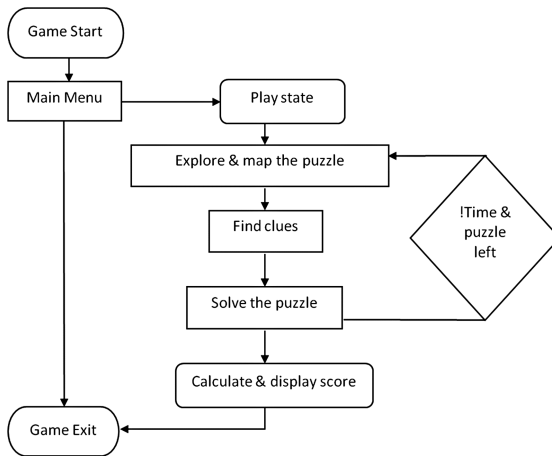 Game Start
Main Menu
Play state
Explore & map the puzzle
Find clues
!Time &
puzzle
left
Solve the puzzle
Calculate & display score
Game Exit